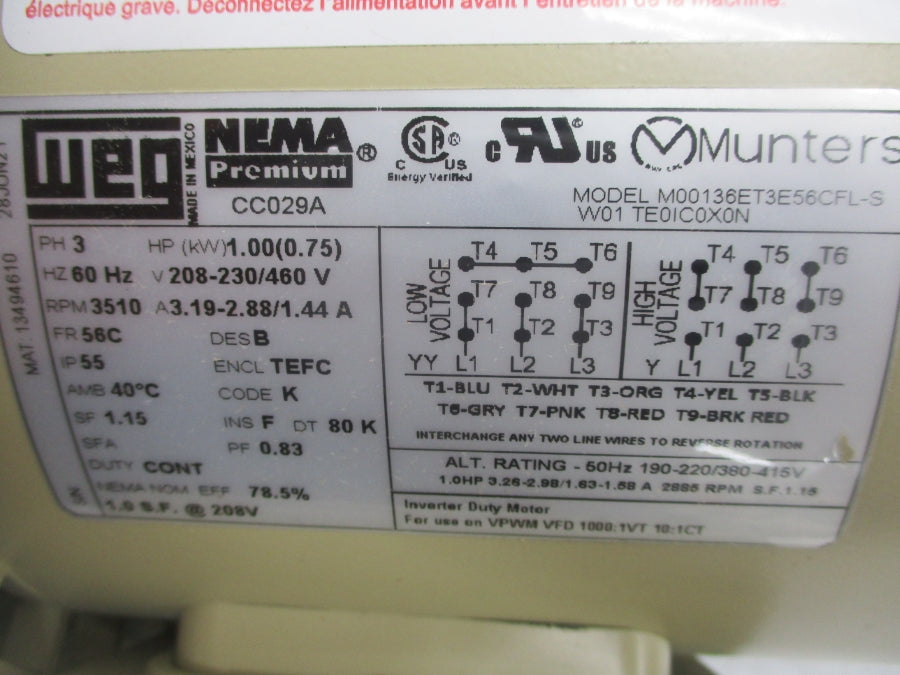 électrique grave. Déconnectez l'alimentation avant l'entretien de la machine.
WEG
MADE IN MEXICO
NEMA
Premium®
CC029A
CSA®
C US
Energy Verified
c RU® US
Munters
MODEL M00136ET3E56CFL-S
W01 TE0IC0X0N
28JUN21
MAT. 13494610
PH 3 HP (kW) 1.00(0.75)
HZ 60 Hz V 208-230/460 V
RPM 3510 A 3.19-2.88/1.44 A
FR 56C DES B
IP 55 ENCL TEFC
AMB 40°C CODE K
SF 1.15 INS F DT 80 K
SFA PF 0.83
DUTY CONT
NEMA NOM EFF 78.5%
1.0 S.F. @ 208V
S/N
LOW VOLTAGE
T4 T5 T6
T7 T8 T9
T1 T2 T3
YY L1 L2 L3
HIGH VOLTAGE
T4 T5 T6
T7 T8 T9
T1 T2 T3
Y L1 L2 L3
T1-BLU T2-WHT T3-ORG T4-YEL T5-BLK
T6-GRY T7-PNK T8-RED T9-BRK RED
INTERCHANGE ANY TWO LINE WIRES TO REVERSE ROTATION
ALT. RATING - 50Hz 190-220/380-415V
1.0HP 3.26-2.98/1.63-1.58 A 2885 RPM S.F.1.15
Inverter Duty Motor
For use on VPWM VFD 1000:1VT 10:1CT